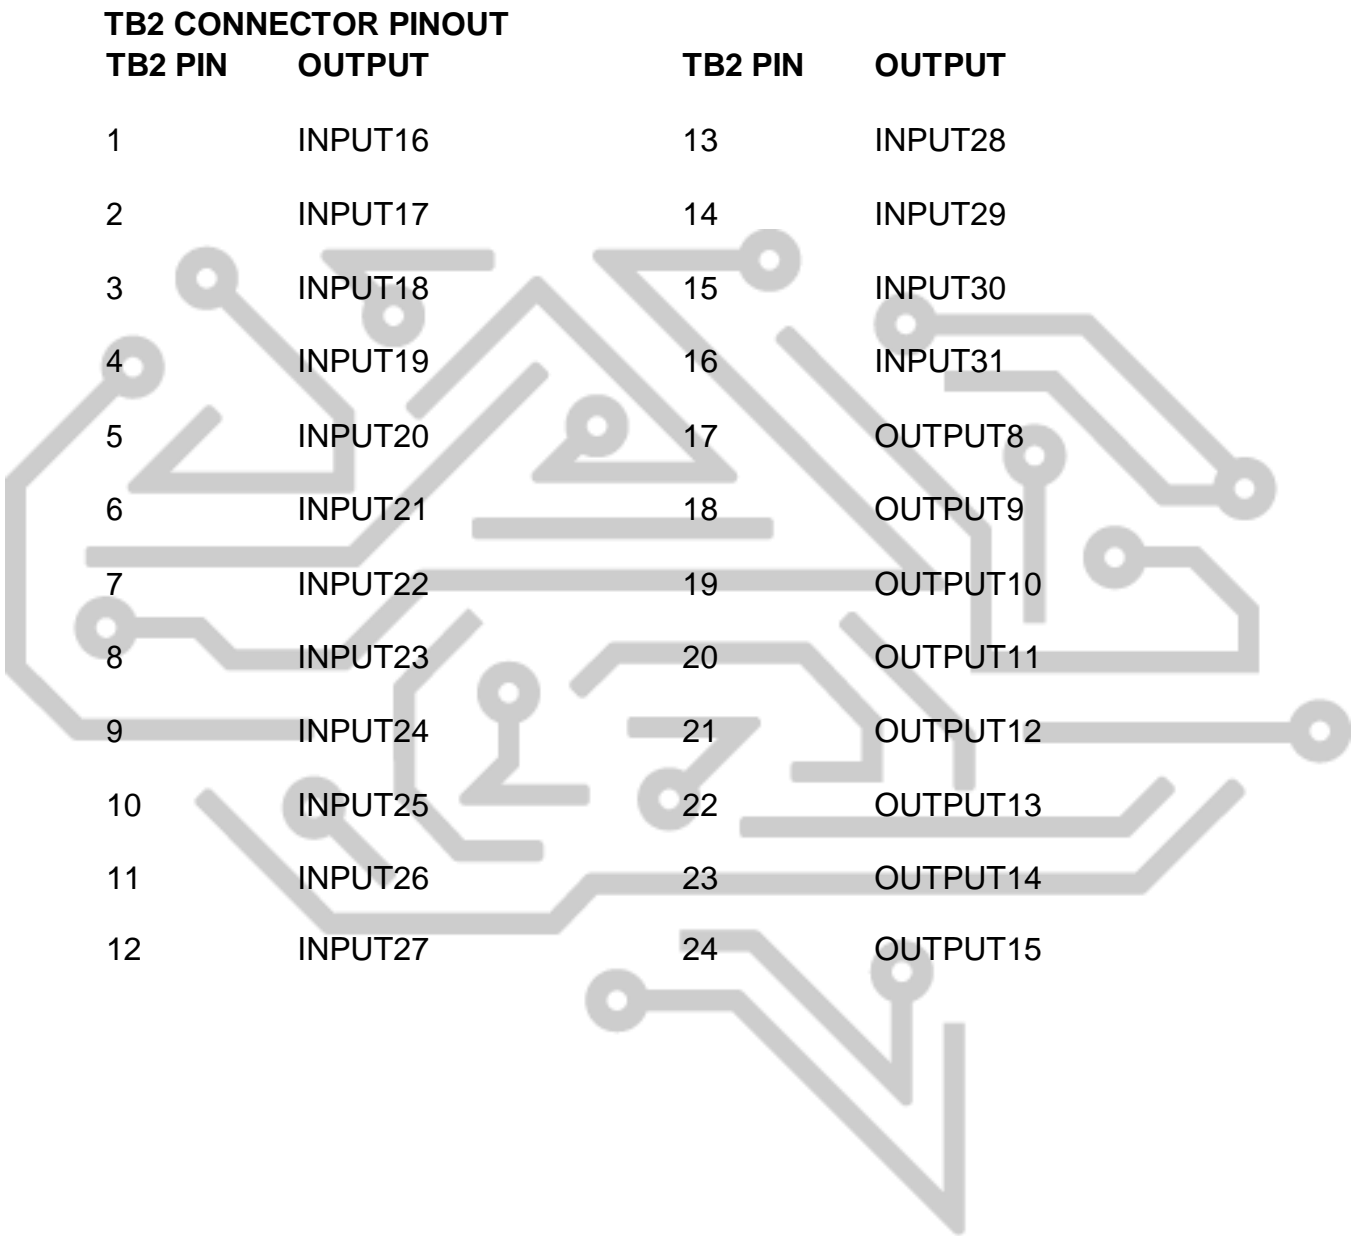 TB2 CONNECTOR PINOUT
TB2 PIN OUTPUT TB2 PIN OUTPUT
1 INPUT16 13 INPUT28
2 INPUT17 14 INPUT29
3 INPUT18 15 INPUT30
4 INPUT19 16 INPUT31
5 INPUT20 17 OUTPUT8
6 INPUT21 18 OUTPUT9
7 INPUT22 19 OUTPUT10
8 INPUT23 20 OUTPUT11
9 INPUT24 21 OUTPUT12
10 INPUT25 22 OUTPUT13
11 INPUT26 23 OUTPUT14
12 INPUT27 24 OUTPUT15